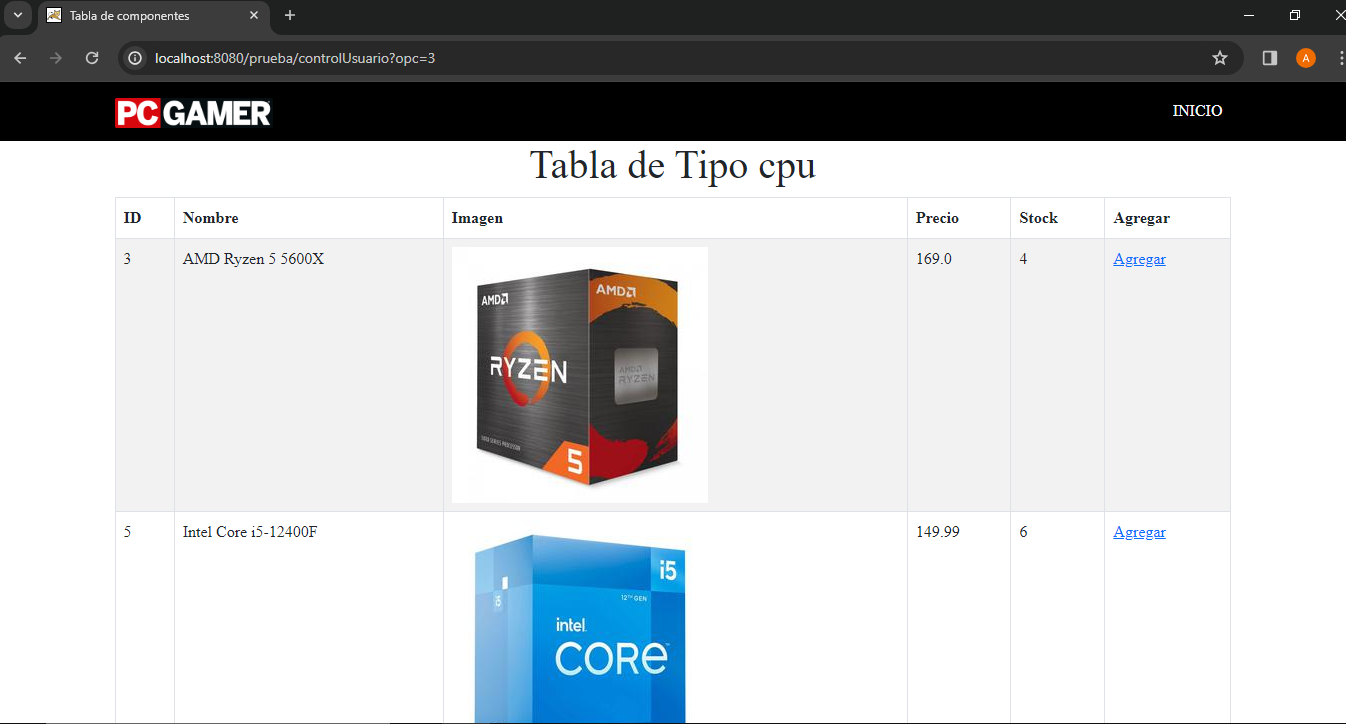 Tabla de componentes
localhost:8080/prueba/controlUsuario?opc=3
A
PC GAMER
INICIO
Tabla de Tipo cpu
ID Nombre Imagen Precio Stock Agregar
3 AMD Ryzen 5 5600X 169.0 4 Agregar
AMD
AMD
RYZEN
AMD
RYZEN
5
5 Intel Core i5-12400F 149.99 6 Agregar
i5
i5
12TH GEN
intel
CORE